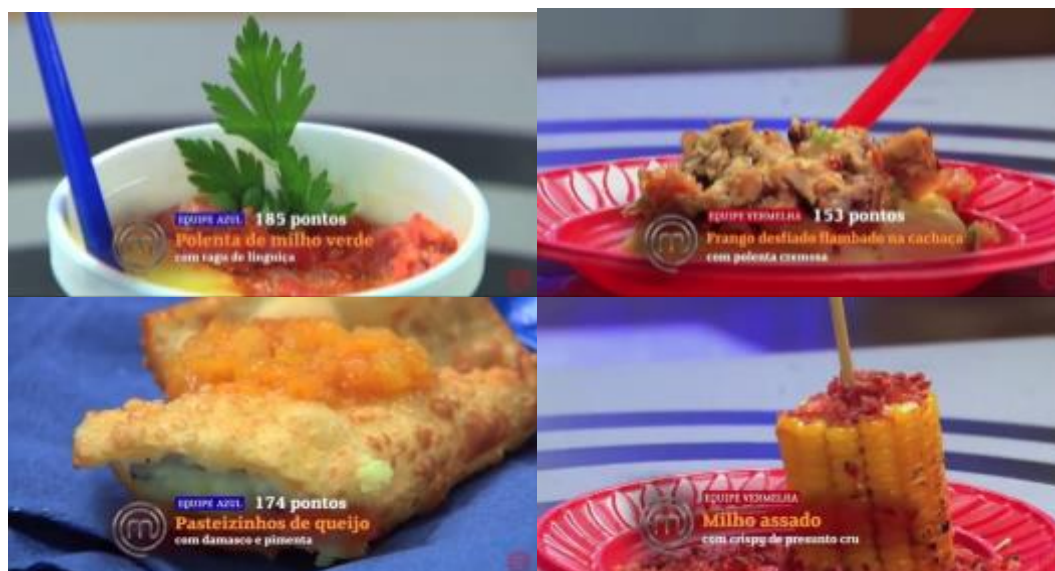 EQUIPE AZUL 185 pontos
Polenta de milho verde
com ragu de linguiça
EQUIPE VERMELHA 153 pontos
Frango desfiado flambado na cachaça
com polenta cremosa
EQUIPE AZUL 174 pontos
Pasteizinhos de queijo
com damasco e pimenta
EQUIPE VERMELHA
Milho assado
com crispy de presunto cru